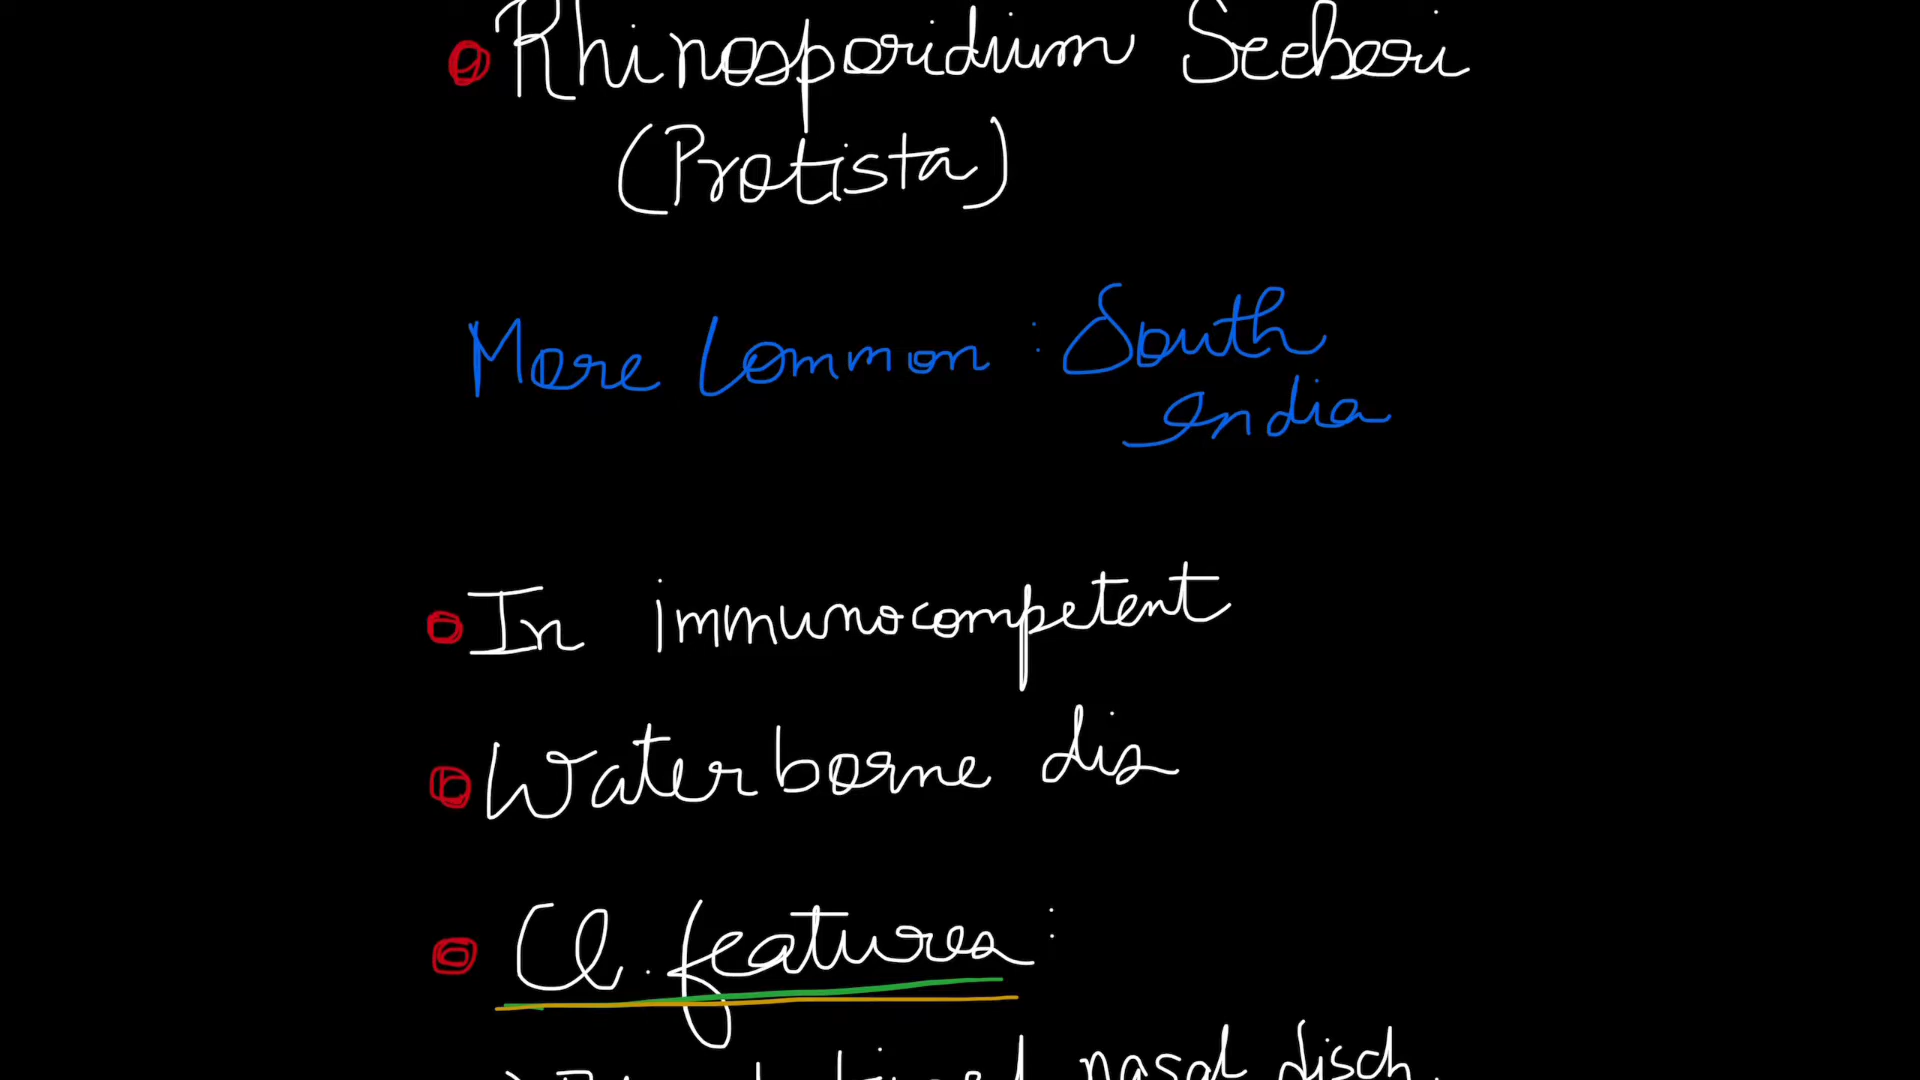 Rhinosporidium Seeberi
(Protista)
More Common : South
India
In immunocompetent
Waterborne dis
Cl. features :
nasal disch.